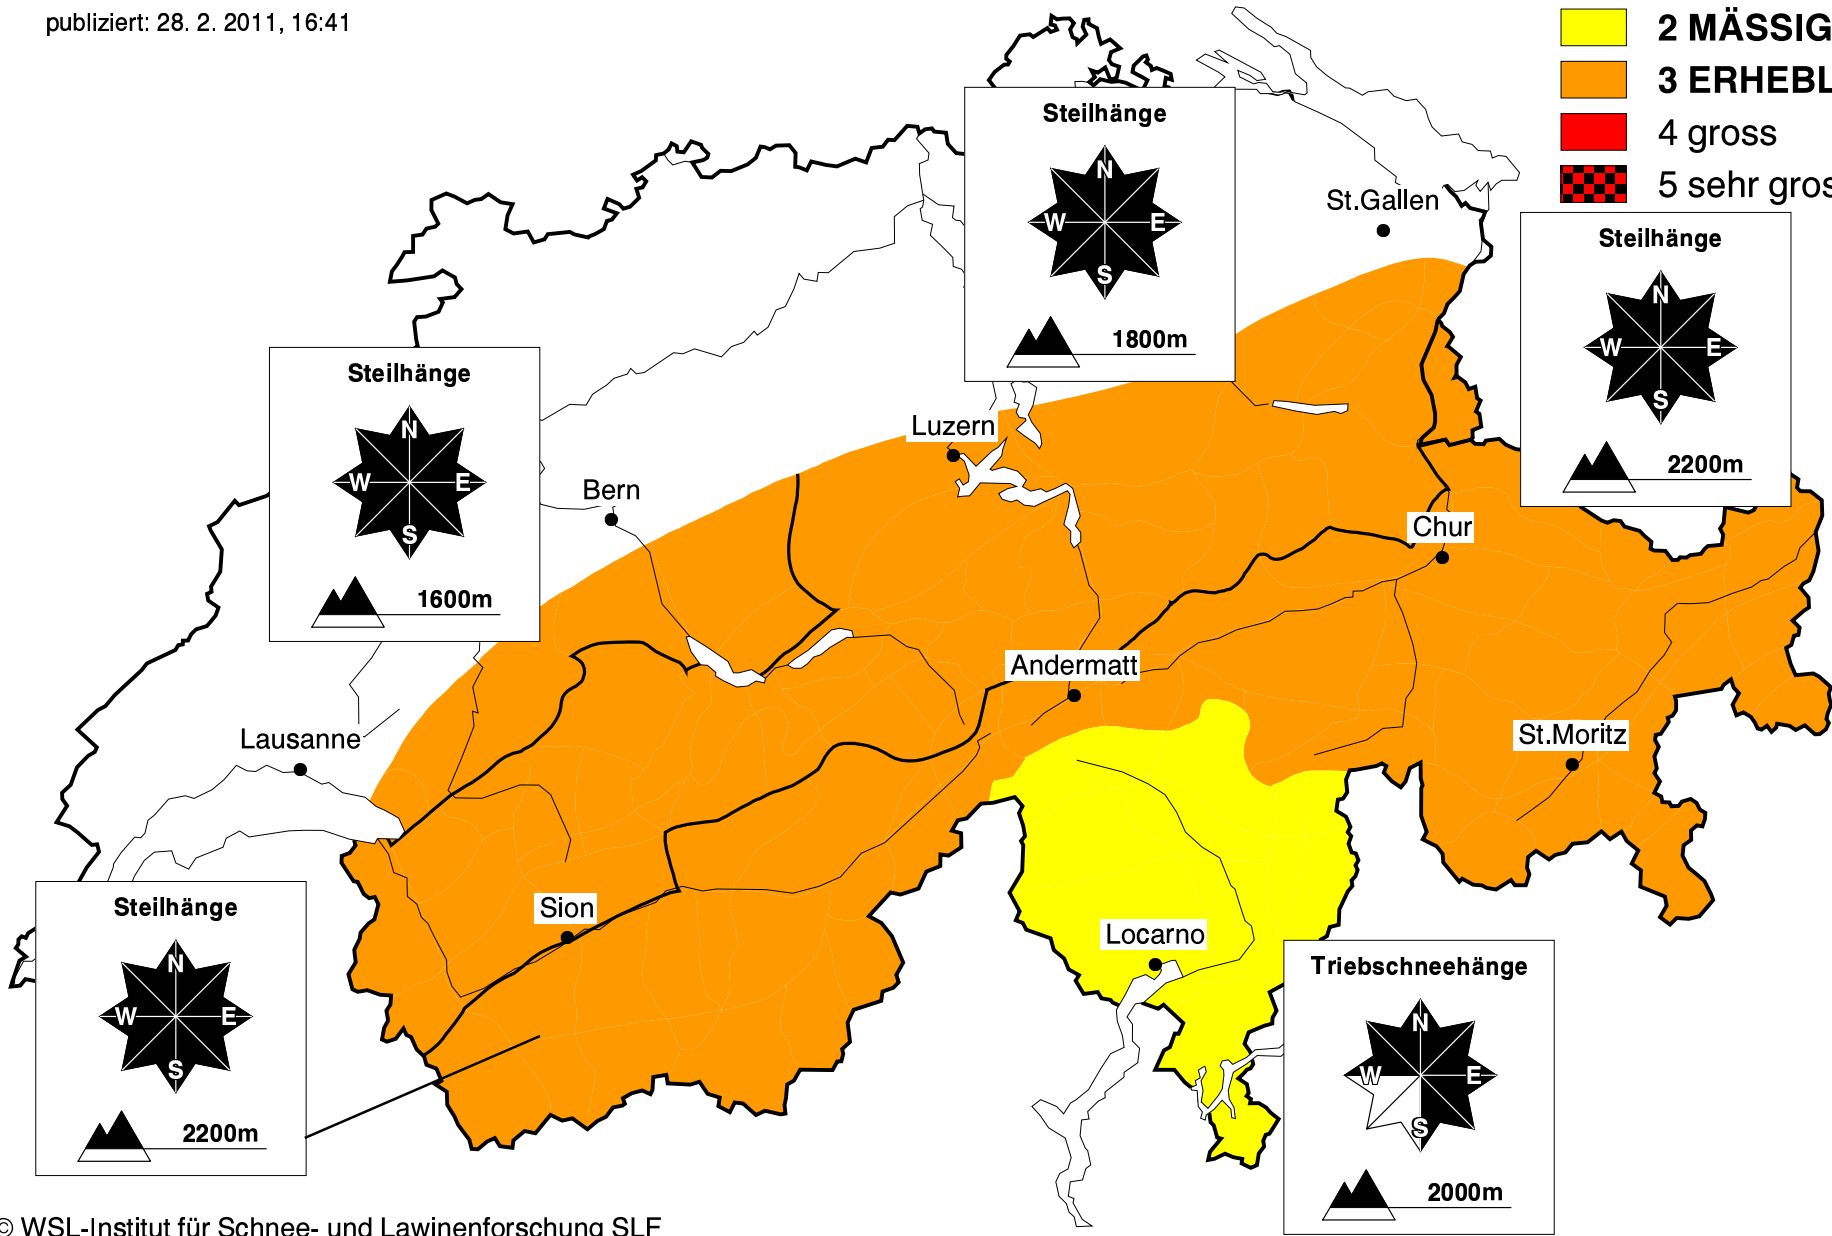 publiziert: 28. 2. 2011, 16:41
2 MÄSSIG
3 ERHEBL
4 gross
5 sehr gros
Steilhänge
N
W E
S
1800m
St.Gallen
Steilhänge
N
W E
S
2200m
Steilhänge
N
W E
S
1600m
Luzern
Bern
Chur
Andermatt
Lausanne
St.Moritz
Sion
Locarno
Steilhänge
N
W E
S
2200m
Triebschneehänge
N
W E
S
2000m
© WSL-Institut für Schnee- und Lawinenforschung SLF